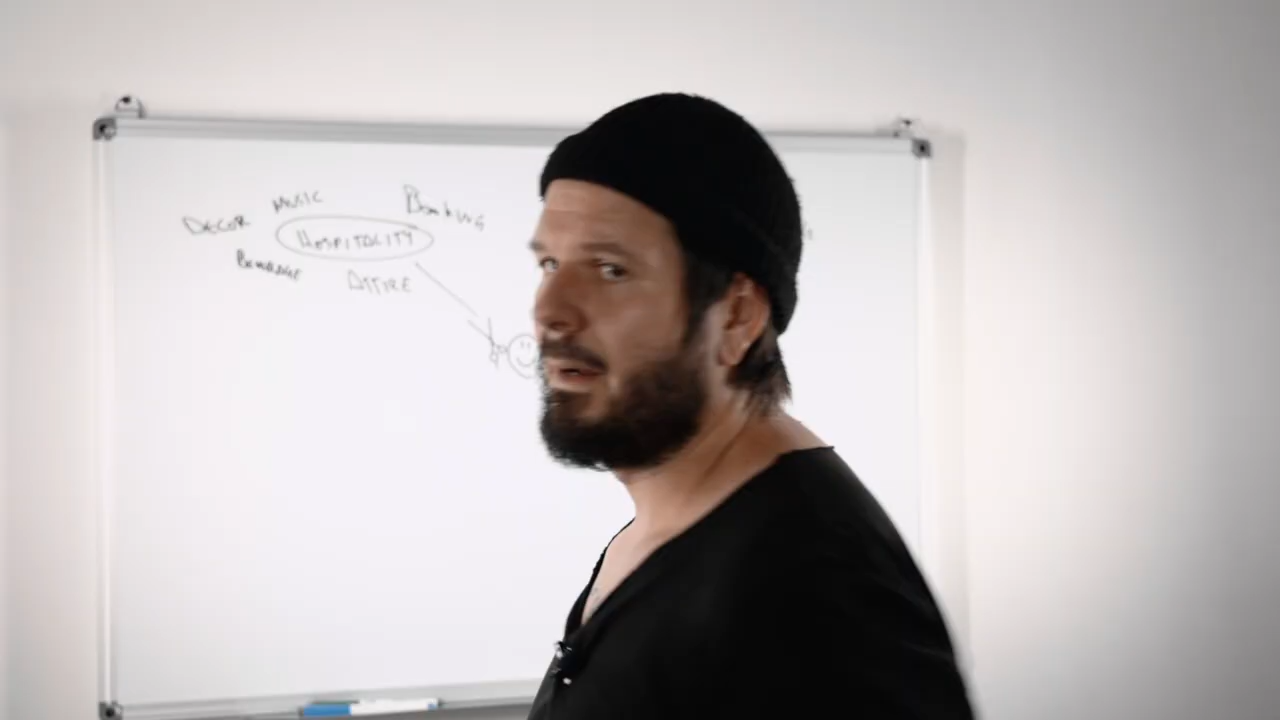 MUSIC
DECOR
BOOKING
HOSPITALITY
BEVERAGE
ATTIRE